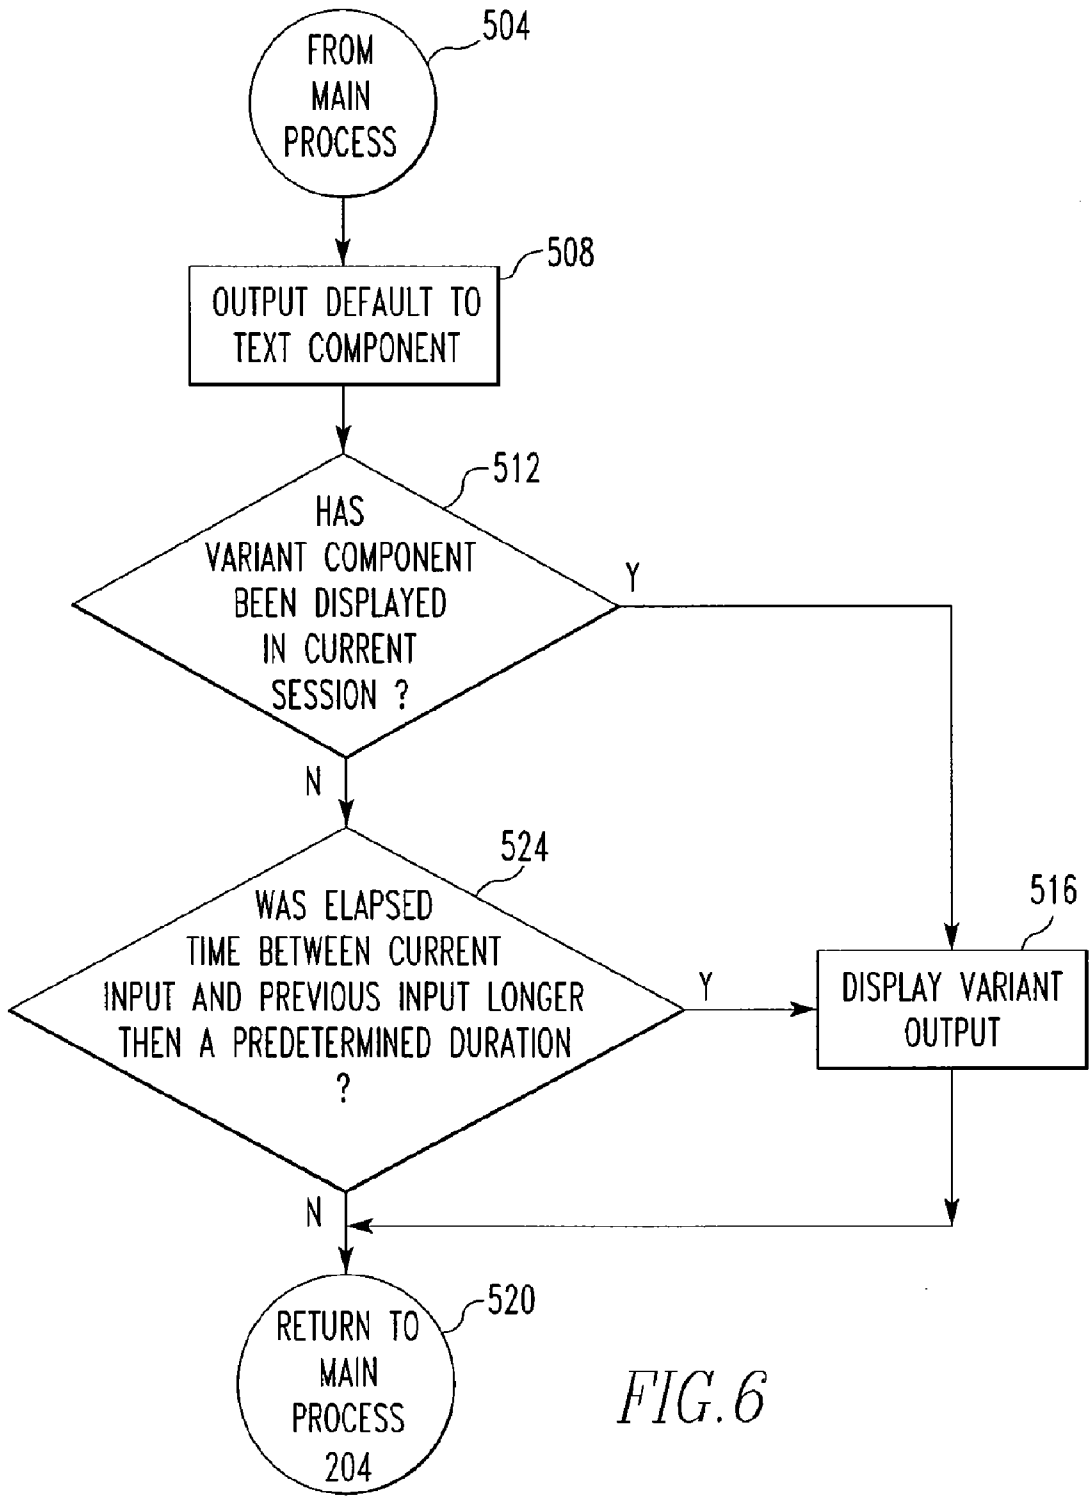 504
FROM
MAIN
PROCESS
508
OUTPUT DEFAULT TO
TEXT COMPONENT
512
HAS
VARIANT COMPONENT
BEEN DISPLAYED
IN CURRENT
SESSION ?
Y
N
524
WAS ELAPSED
TIME BETWEEN CURRENT
INPUT AND PREVIOUS INPUT LONGER
THEN A PREDETERMINED DURATION
?
Y
516
DISPLAY VARIANT
OUTPUT
N
520
RETURN TO
MAIN
PROCESS
204
FIG.6